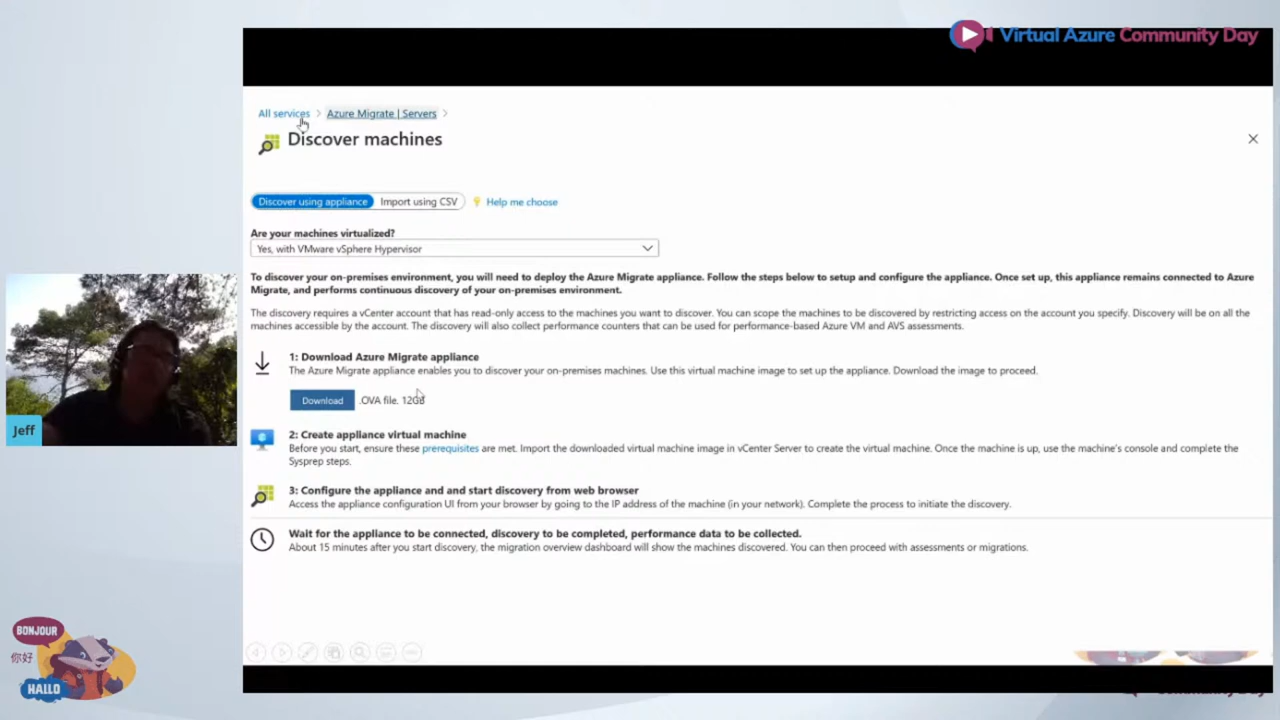 Virtual Azure Community Day
All services > Azure Migrate | Servers >
Discover machines
Discover using appliance Import using CSV Help me choose
Are your machines virtualized?
Yes, with VMware vSphere Hypervisor
To discover your on-premises environment, you will need to deploy the Azure Migrate appliance. Follow the steps below to setup and configure the appliance. Once set up, this appliance remains connected to Azure
Migrate, and performs continuous discovery of your on-premises environment.
The discovery requires a vCenter account that has read-only access to the machines you want to discover. You can scope the machines to be discovered by restricting access on the account you specify. Discovery will be on all the
machines accessible by the account. The discovery will also collect performance counters that can be used for performance-based Azure VM and AVS assessments.
1: Download Azure Migrate appliance
The Azure Migrate appliance enables you to discover your on-premises machines. Use this virtual machine image to set up the appliance. Download the image to proceed.
Download .OVA file. 12GB
2: Create appliance virtual machine
Before you start, ensure these prerequisites are met. Import the downloaded virtual machine image in vCenter Server to create the virtual machine. Once the machine is up, use the machine's console and complete the
Sysprep steps.
3: Configure the appliance and and start discovery from web browser
Access the appliance configuration UI from your browser by going to the IP address of the machine (in your network). Complete the process to initiate the discovery.
Wait for the appliance to be connected, discovery to be completed, performance data to be collected.
About 15 minutes after you start discovery, the migration overview dashboard will show the machines discovered. You can then proceed with assessments or migrations.
Jeff
BONJOUR
你好
HALLO